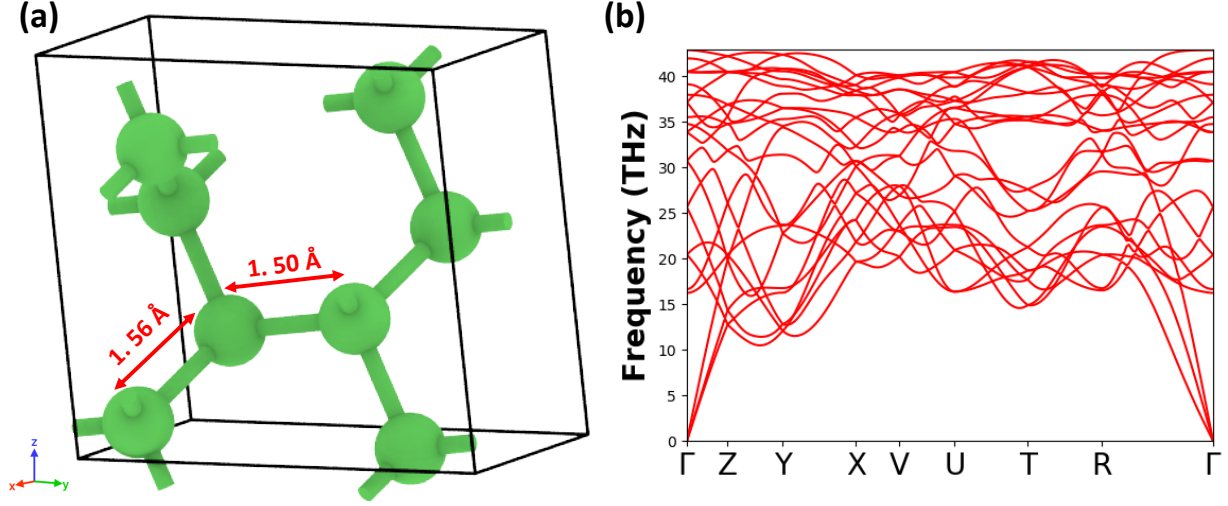 (a)
1. 50 Å
1. 56 Å
z
x
y
(b)
Frequency (THz)
40
35
30
25
20
15
10
5
0
Γ Z Y X V U T R Γ